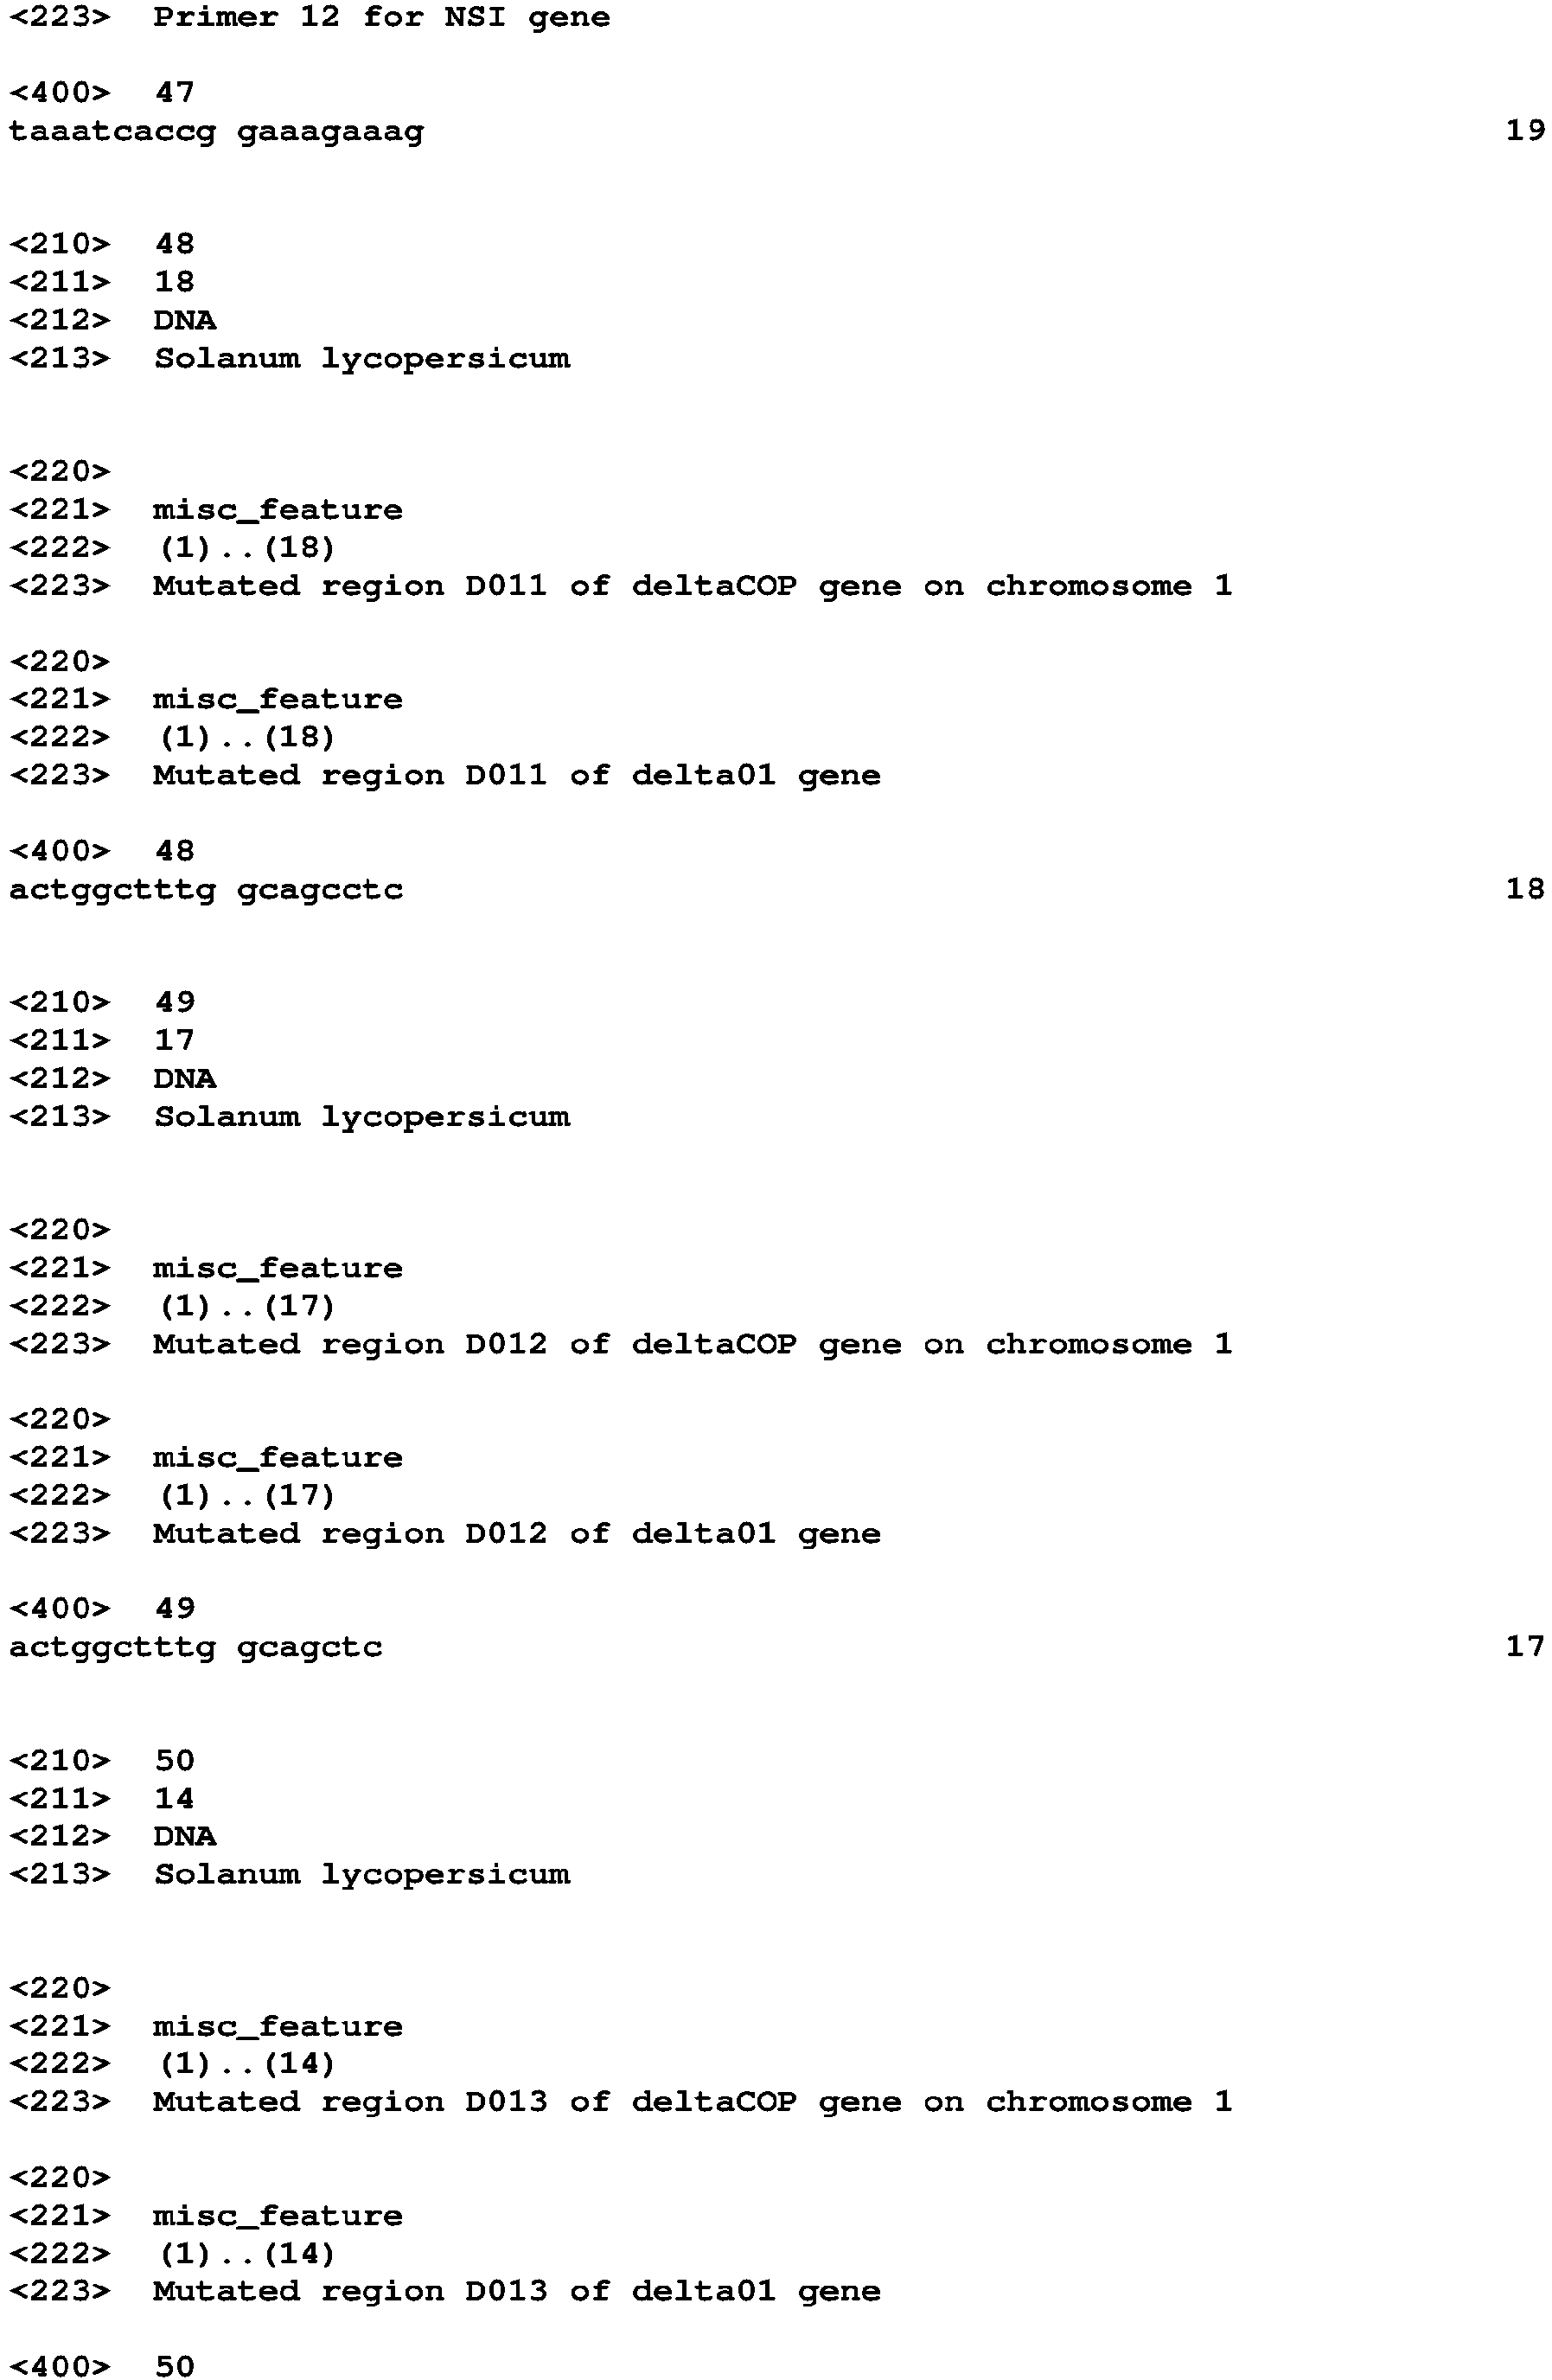 <223>  Primer 12 for NSI gene
<400>  47
taaatcaccg gaaagaaag 19
<210>  48
<211>  18
<212>  DNA
<213>  Solanum lycopersicum
<220>
<221>  misc_feature
<222>  (1)..(18)
<223>  Mutated region D011 of deltaCOP gene on chromosome 1
<220>
<221>  misc_feature
<222>  (1)..(18)
<223>  Mutated region D011 of delta01 gene
<400>  48
actggctttg gcagcctc 18
<210>  49
<211>  17
<212>  DNA
<213>  Solanum lycopersicum
<220>
<221>  misc_feature
<222>  (1)..(17)
<223>  Mutated region D012 of deltaCOP gene on chromosome 1
<220>
<221>  misc_feature
<222>  (1)..(17)
<223>  Mutated region D012 of delta01 gene
<400>  49
actggctttg gcagctc 17
<210>  50
<211>  14
<212>  DNA
<213>  Solanum lycopersicum
<220>
<221>  misc_feature
<222>  (1)..(14)
<223>  Mutated region D013 of deltaCOP gene on chromosome 1
<220>
<221>  misc_feature
<222>  (1)..(14)
<223>  Mutated region D013 of delta01 gene
<400>  50